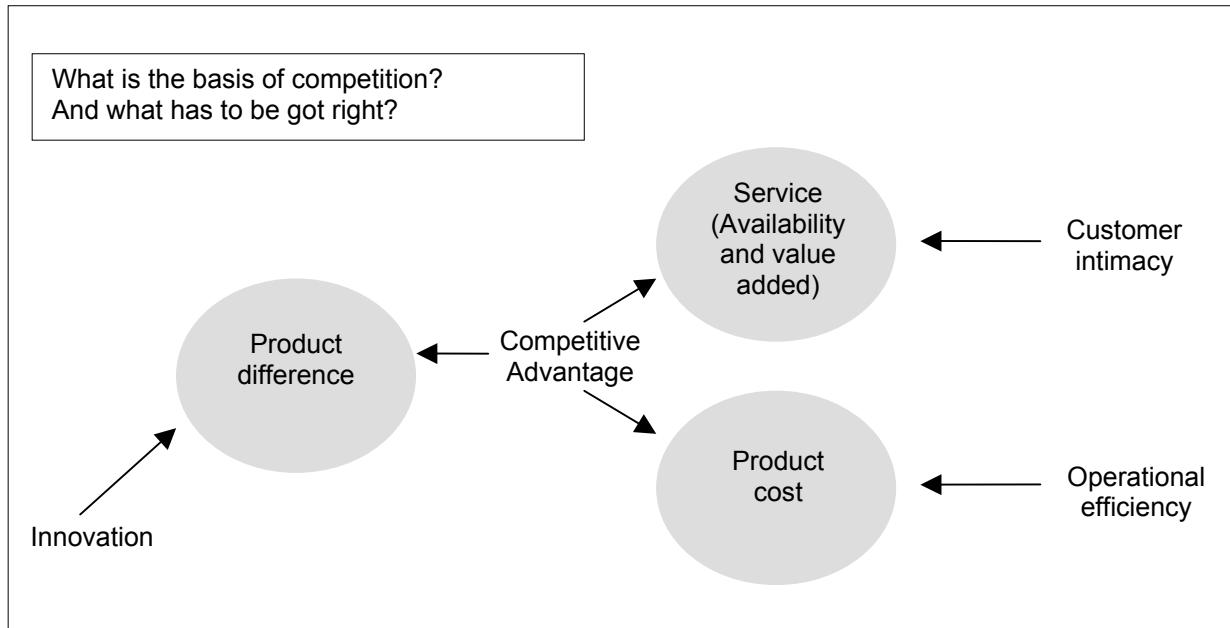 What is the basis of competition?
And what has to be got right?
Service
(Availability
and value
added)
Customer
intimacy
Product
difference
Competitive
Advantage
Product
cost
Operational
efficiency
Innovation